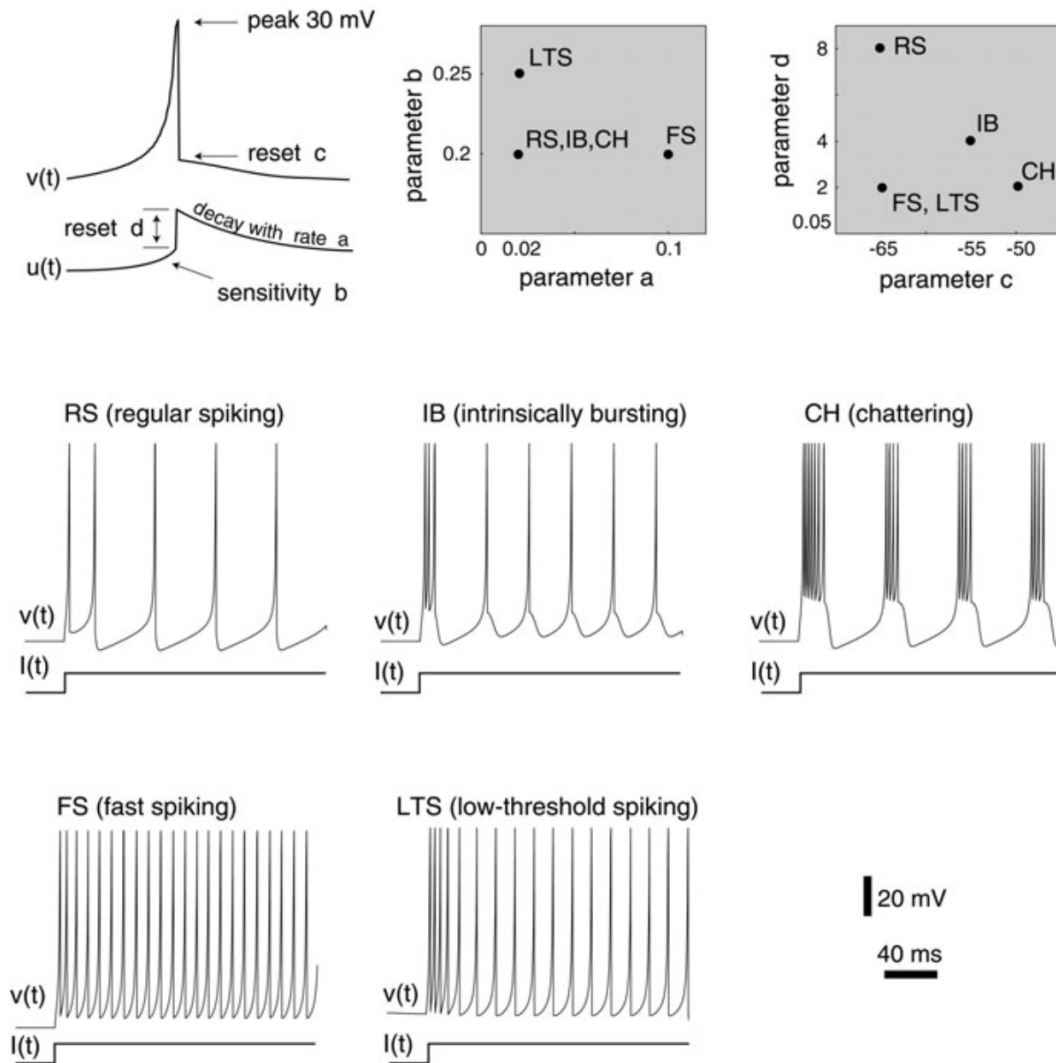 peak 30 mV
reset c
v(t)
reset d
decay with rate a
u(t)
sensitivity b
parameter b
0.25
0.2
LTS
RS,IB,CH
FS
0
0.02
0.1
parameter a
parameter d
8
4
2
0.05
RS
IB
CH
FS, LTS
-65
-55
-50
parameter c
RS (regular spiking)
v(t)
I(t)
IB (intrinsically bursting)
v(t)
I(t)
CH (chattering)
v(t)
I(t)
FS (fast spiking)
v(t)
I(t)
LTS (low-threshold spiking)
v(t)
I(t)
20 mV
40 ms